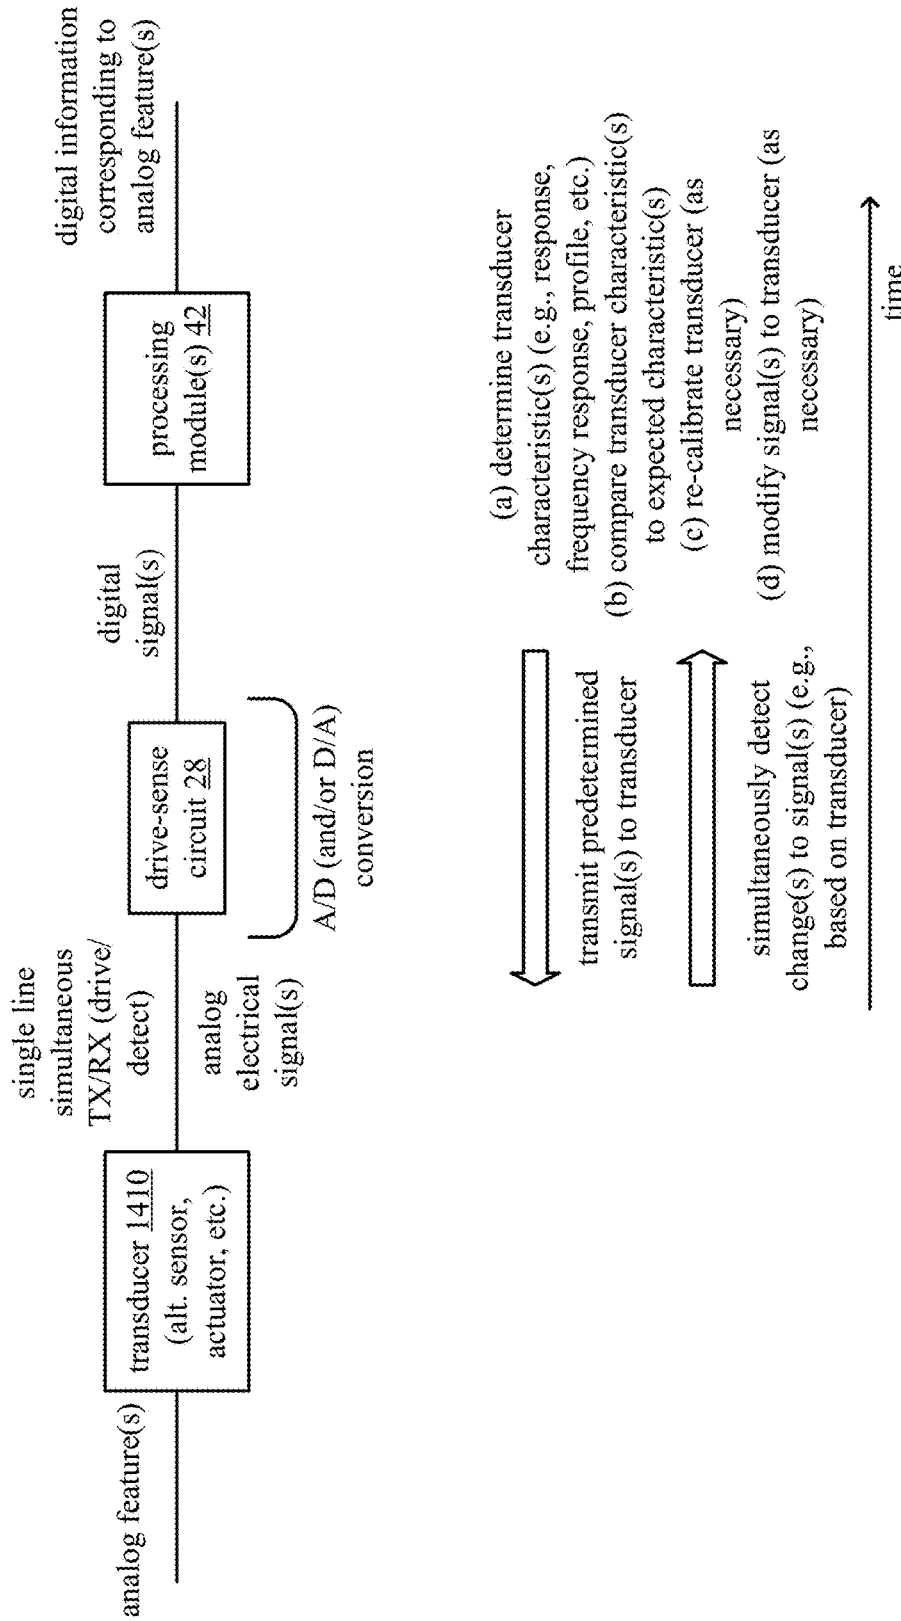 analog feature(s)
transducer 1410
(alt. sensor,
actuator, etc.)
single line
simultaneous
TX/RX (drive/
detect)
analog
electrical
signal(s)
drive-sense
circuit 28
A/D (and/or D/A)
conversion
digital
signal(s)
processing
module(s) 42
digital information
corresponding to
analog feature(s)
transmit predetermined
signal(s) to transducer
simultaneously detect
change(s) to signal(s) (e.g.,
based on transducer)
(a) determine transducer
characteristic(s) (e.g., response,
frequency response, profile, etc.)
(b) compare transducer characteristic(s)
to expected characteristic(s)
(c) re-calibrate transducer (as
necessary)
(d) modify signal(s) to transducer (as
necessary)
time